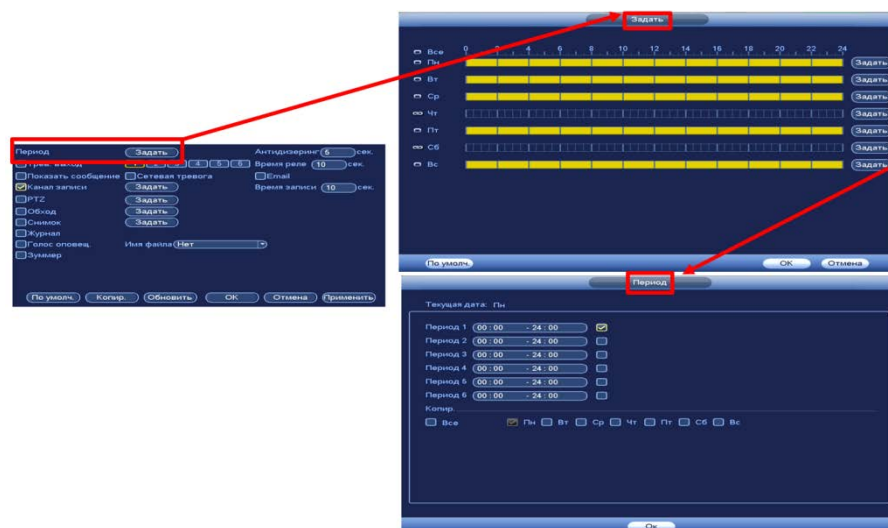 Период Задать Антидизеринг 5 сек.
Трев. выход 1 2 3 4 5 6 Время реле 10 сек.
Показать сообщение Сетевая тревога Email
Канал записи Задать Время записи 10 сек.
PTZ Задать
Обход Задать
Снимок Задать
Журнал
Голос оповещ. Имя файла Нет
Зуммер
По умолч. Копир. Обновить OK Отмена Применить
Задать
Все 0 2 4 6 8 10 12 14 16 18 20 22 24
Пн Задать
Вт Задать
Ср Задать
Чт Задать
Пт Задать
Сб Задать
Вс Задать
По умолч. OK Отмена
Период
Текущая дата: Пн
Период 1 00:00 - 24:00
Период 2 00:00 - 24:00
Период 3 00:00 - 24:00
Период 4 00:00 - 24:00
Период 5 00:00 - 24:00
Период 6 00:00 - 24:00
Копир
Все Пн Вт Ср Чт Пт Сб Вс
Ок